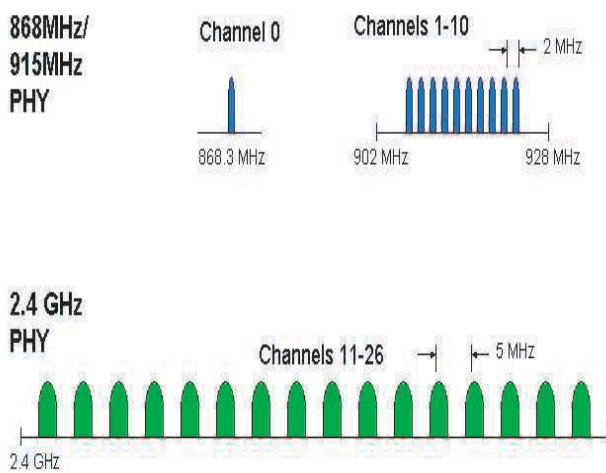 868MHz/
915MHz
PHY
Channel 0
Channels 1-10
2 MHz
868.3 MHz
902 MHz
928 MHz
2.4 GHz
PHY
Channels 11-26
5 MHz
2.4 GHz